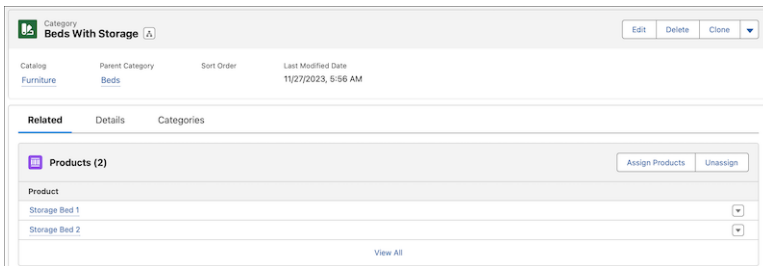 Category
Beds With Storage
Edit Delete Clone
Catalog Parent Category Sort Order Last Modified Date
Furniture Beds 11/27/2023, 5:56 AM
Related Details Categories
Products (2) Assign Products Unassign
Product
Storage Bed 1
Storage Bed 2
View All